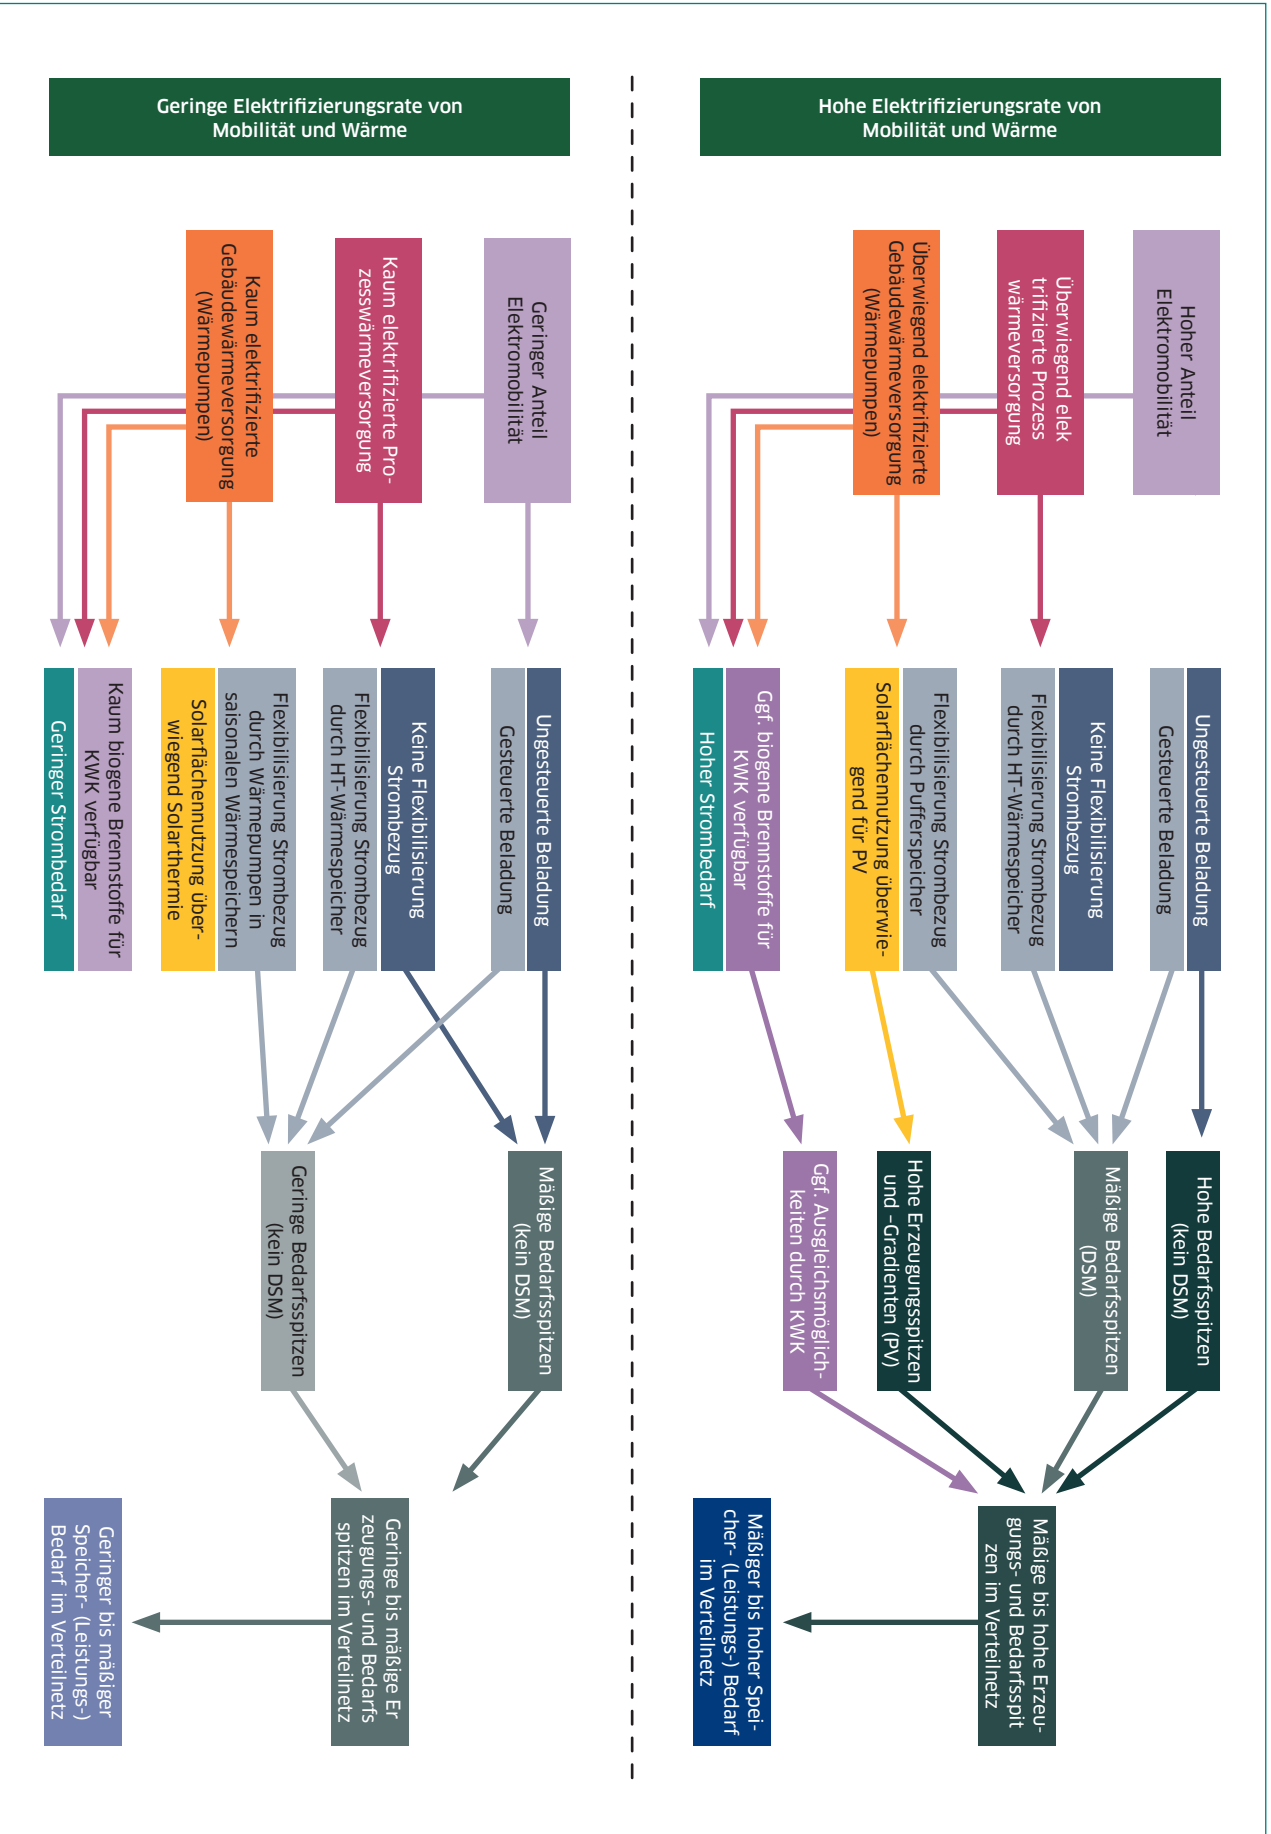 Geringe Elektrifizierungsrate von
Mobilität und Wärme
Geringer Anteil
Elektromobilität
Kaum elektrifizierte Pro-
zesswärmeversorgung
Kaum elektrifizierte
Gebäudewärmeversorgung
(Wärmepumpen)
Ungesteuerte Beladung
Gesteuerte Beladung
Keine Flexibilisierung
Strombezug
Flexibilisierung Strombezug
durch HT-Wärmespeicher
Flexibilisierung Strombezug
durch Wärmepumpen in
saisonalen Wärmespeichern
Solarflächennutzung über-
wiegend Solarthermie
Kaum biogene Brennstoffe für
KWK verfügbar
Geringer Strombedarf
Mäßige Bedarfsspitzen
(kein DSM)
Geringe Bedarfsspitzen
(kein DSM)
Geringe bis mäßige Er
zeugungs- und Bedarfs
spitzen im Verteilnetz
Geringer bis mäßiger
Speicher- (Leistungs-)
Bedarf im Verteilnetz
Hohe Elektrifizierungsrate von
Mobilität und Wärme
Hoher Anteil
Elektromobilität
Überwiegend elek
trifizierte Prozess
wärmeversorgung
Überwiegend elektrifizierte
Gebäudewärmeversorgung
(Wärmepumpen)
Ungesteuerte Beladung
Gesteuerte Beladung
Keine Flexibilisierung
Strombezug
Flexibilisierung Strombezug
durch HT-Wärmespeicher
Flexibilisierung Strombezug
durch Pufferspeicher
Solarflächennutzung überwie-
gend für PV
Ggf. biogene Brennstoffe für
KWK verfügbar
Hoher Strombedarf
Hohe Bedarfsspitzen
(kein DSM)
Mäßige Bedarfsspitzen
(DSM)
Hohe Erzeugungsspitzen
und –Gradienten (PV)
Ggf. Ausgleichsmöglich-
keiten durch KWK
Mäßige bis hohe Erzeu-
gungs- und Bedarfsspit
zen im Verteilnetz
Mäßiger bis hoher Spei-
cher- (Leistungs-) Bedarf
im Verteilnetz